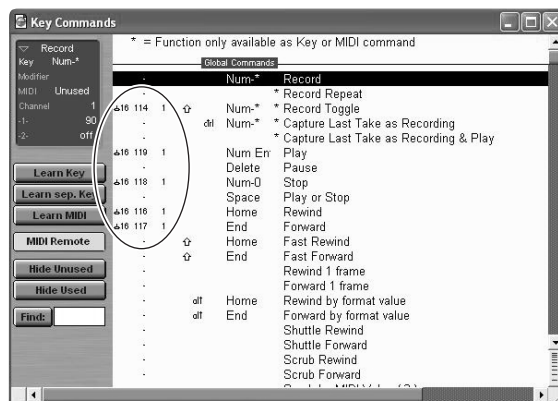 Key Commands
* = Function only available as Key or MIDI command
Global Commands
Record
Key Num-*
Modifier
MIDI Unused
Channel 1
-1- 90
-2- off
Learn Key
Learn sep. Key
Learn MIDI
MIDI Remote
Hide Unused
Hide Used
Find:
Num-* Record
* Record Repeat
16 114 1 Num-* * Record Toggle
ctrl Num-* * Capture Last Take as Recording
* Capture Last Take as Recording & Play
16 119 1 Num En Play
Delete Pause
16 118 1 Num-0 Stop
Space Play or Stop
16 116 1 Home Rewind
16 117 1 End Forward
Home Fast Rewind
End Fast Forward
Rewind 1 frame
Forward 1 frame
alt Home Rewind by format value
alt End Forward by format value
Shuttle Rewind
Shuttle Forward
Scrub Rewind
Scrub Forward